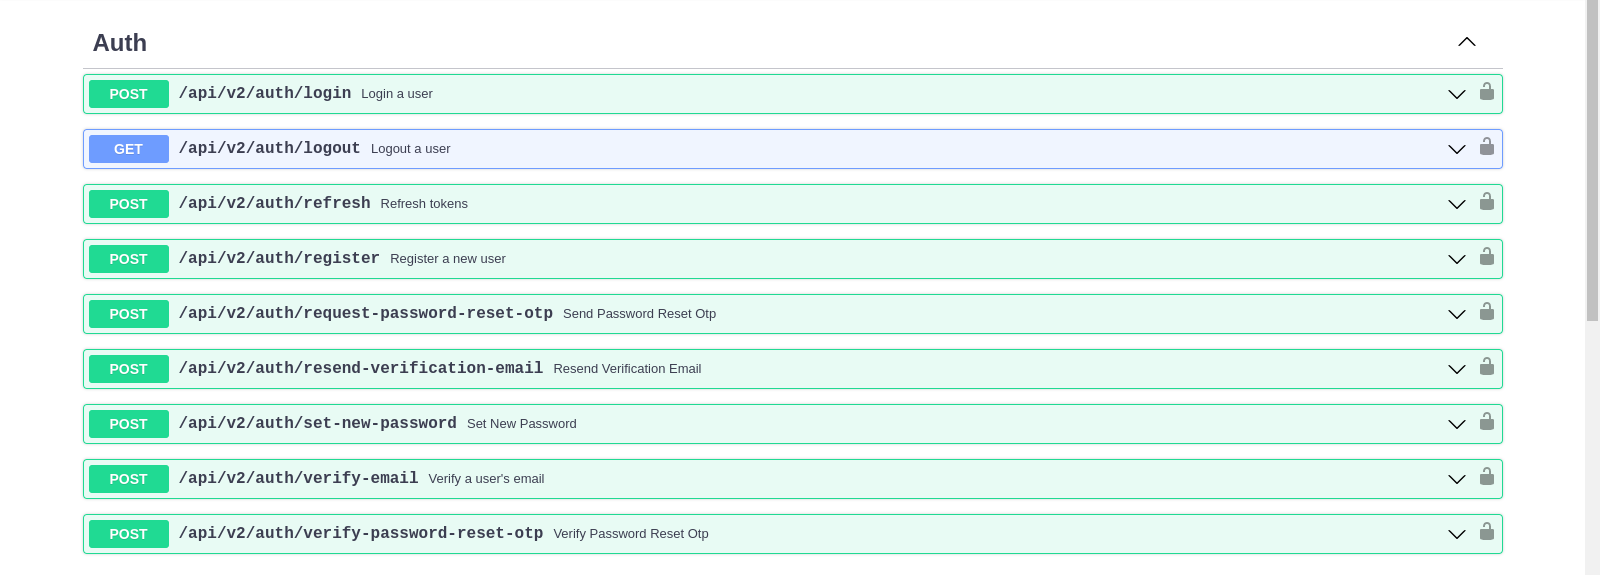 Auth
POST /api/v2/auth/login Login a user
GET /api/v2/auth/logout Logout a user
POST /api/v2/auth/refresh Refresh tokens
POST /api/v2/auth/register Register a new user
POST /api/v2/auth/request-password-reset-otp Send Password Reset Otp
POST /api/v2/auth/resend-verification-email Resend Verification Email
POST /api/v2/auth/set-new-password Set New Password
POST /api/v2/auth/verify-email Verify a user's email
POST /api/v2/auth/verify-password-reset-otp Verify Password Reset Otp